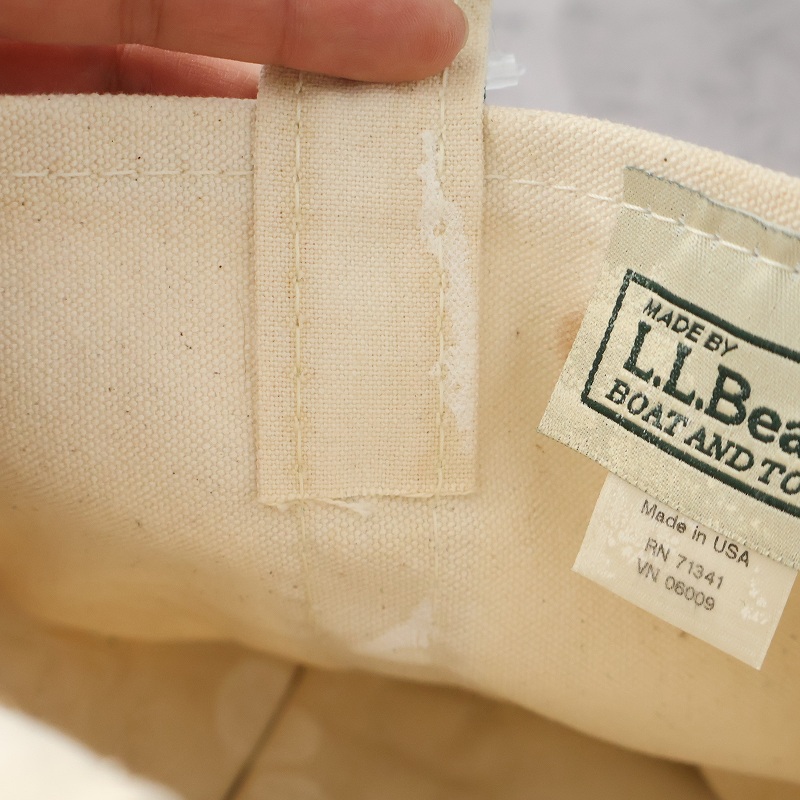 MADE BY
L.L.Bea
BOAT AND TO
Made in USA
RN 71341
VN 06009